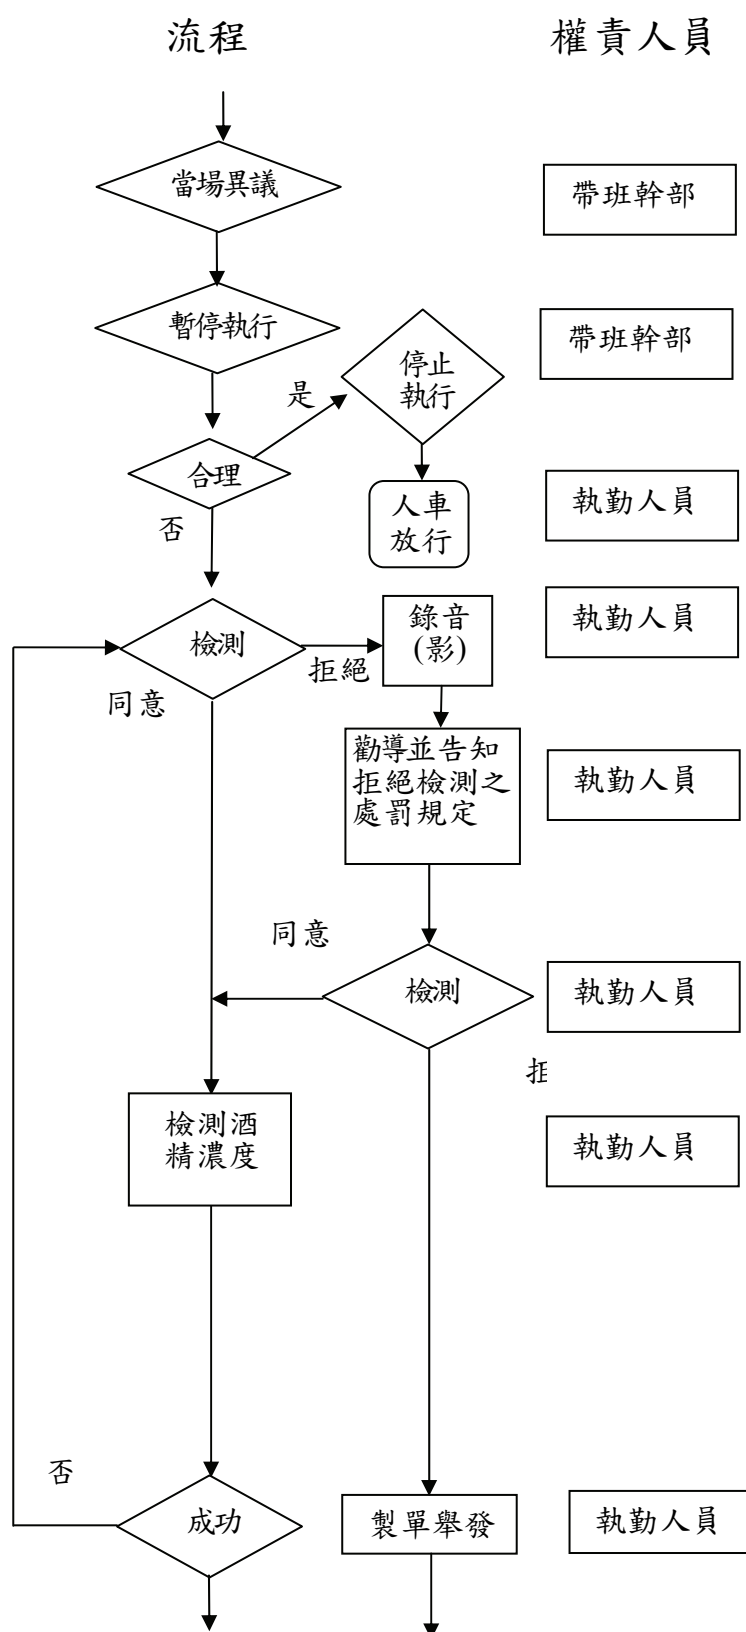 流程
權責人員
當場異議
帶班幹部
暫停執行
帶班幹部
停止
執行
是
合理
執勤人員
人車
放行
否
檢測
錄音
(影)
執勤人員
拒絕
同意
勸導並告知
拒絕檢測之
處罰規定
執勤人員
同意
檢測
執勤人員
檢測酒
精濃度
執勤人員
否
成功
製單舉發
執勤人員